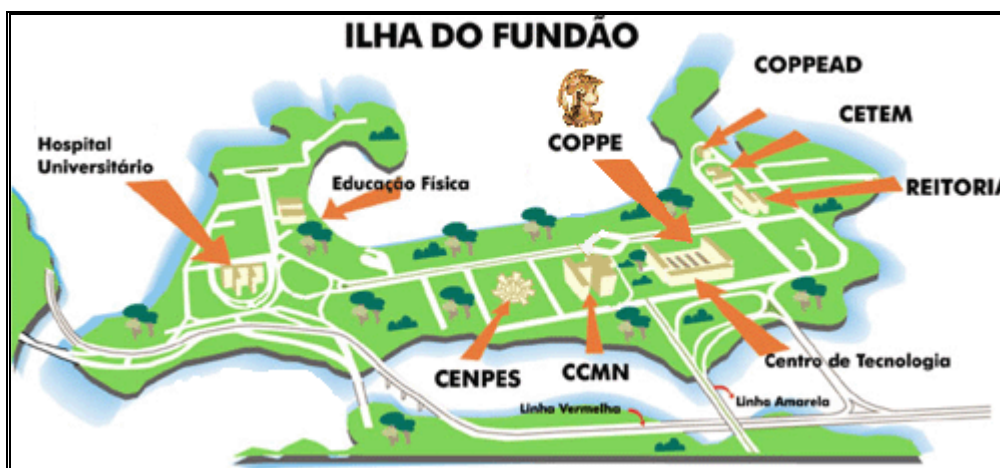 ILHA DO FUNDÃO
COPPEAD
CETEM
COPPE
REITORIA
Hospital
Universitário
Educação Física
CENPES
CCMN
Centro de Tecnologia
Linha Vermelha
Linha Amarela